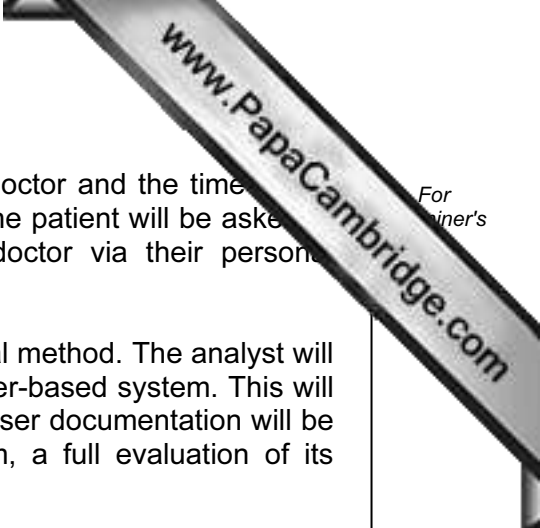 www.PapaCambridge.com
octor and the time
For
ne patient will be aske
iner's
doctor via their person
al method. The analyst will
er-based system. This will
ser documentation will be
n, a full evaluation of its